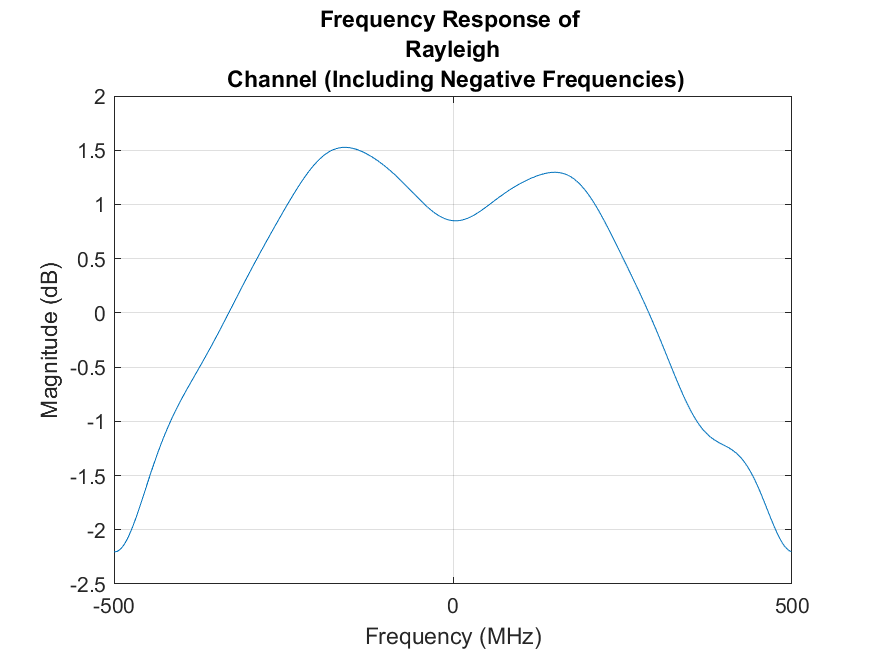 Frequency Response of
Rayleigh
Channel (Including Negative Frequencies)
2
1.5
1
0.5
0
-0.5
-1
-1.5
-2
-2.5
Magnitude (dB)
-500
0
500
Frequency (MHz)